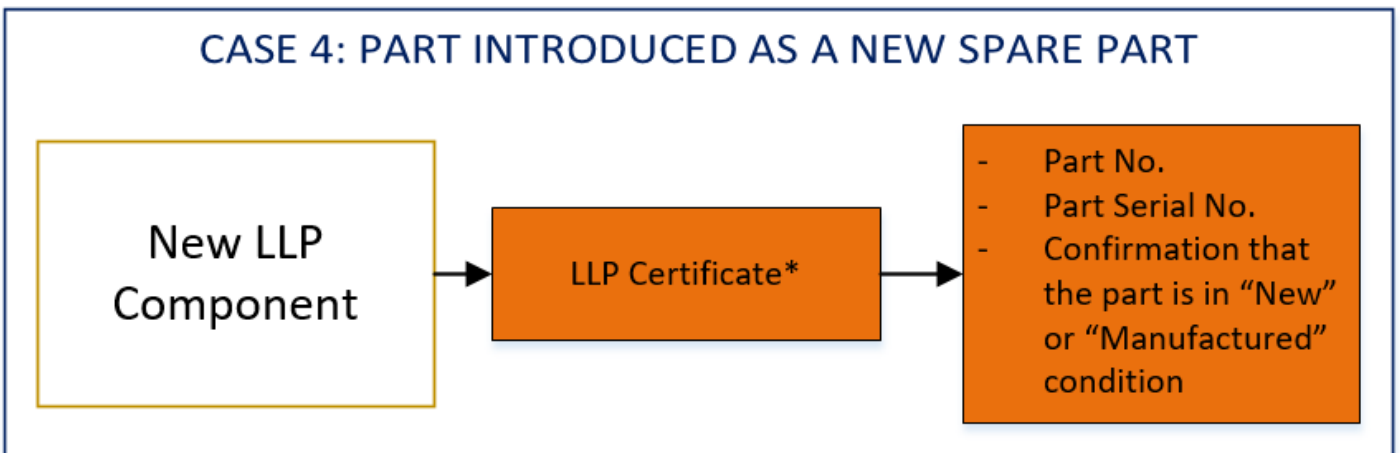 CASE 4: PART INTRODUCED AS A NEW SPARE PART
New LLP
Component
LLP Certificate*
- Part No.
- Part Serial No.
- Confirmation that
the part is in “New”
or “Manufactured”
condition